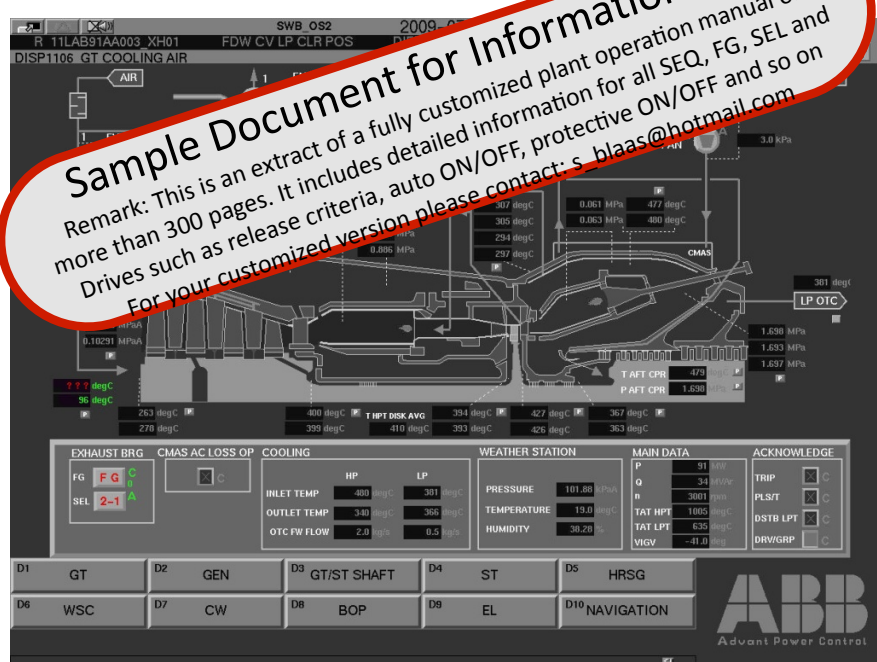 SWB_OS2
R 11LAB91AA003_XH01 FDW CV LP CLR POS
DISP1106 GT COOLING AIR
AIR
Sample Document for
Remark: This is an extract of a fully customized plant operation manual
more than 300 pages. It includes detailed information for all SEQ, FG, SEL and
Drives such as release criteria, auto ON/OFF, protective ON/OFF and so on
For your customized version please contact: s_blaas@hotmail.com
3.0 kPa
307 degC 0.061 MPa 477 degC
305 degC 0.063 MPa 480 degC
294 degC
0.886 MPa 297 degC
CMAS
LP OTC
0.10291 MPaA
1.698 MPa
1.693 MPa
1.697 MPa
T AFT CPR 479 degC
P AFT CPR 1.698 MPa
??? degC
96 degC
263 degC 400 degC T HPT DISK AVG 394 degC 427 degC 367 degC
278 degC 399 degC 410 degC 393 degC 426 degC 363 degC
EXHAUST BRG CMAS AC LOSS OP COOLING WEATHER STATION MAIN DATA ACKNOWLEDGE
FG F G C 0
SEL 2-1 A
X C
HP LP
INLET TEMP 480 degC 381 degC
OUTLET TEMP 340 degC 366 degC
OTC FW FLOW 2.0 kg/s 0.5 kg/s
PRESSURE 101.88 kPaA
TEMPERATURE 19.0 degC
HUMIDITY 38.28 %
P 91 MW
Q 34 MVAr
n 3001 rpm
TAT HPT 1005 degC
TAT LPT 635 degC
VIGV -41.0 deg
TRIP X C
PLS/T X C
DSTB LPT X C
DRV/GRP C
D1 GT D2 GEN D3 GT/ST SHAFT D4 ST D5 HRSG
D6 WSC D7 CW D8 BOP D9 EL D10 NAVIGATION
ABB
Advant Power Control